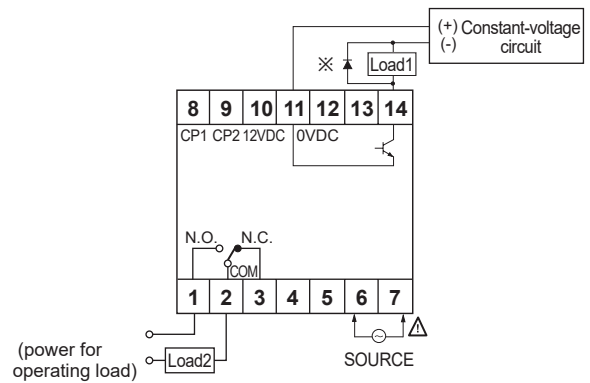 (+) Constant-voltage
(-) circuit
※
Load1
8 9 10 11 12 13 14
CP1 CP2 12VDC 0VDC
N.O. N.C.
COM
1 2 3 4 5 6 7
(power for
operating load)
Load2
SOURCE